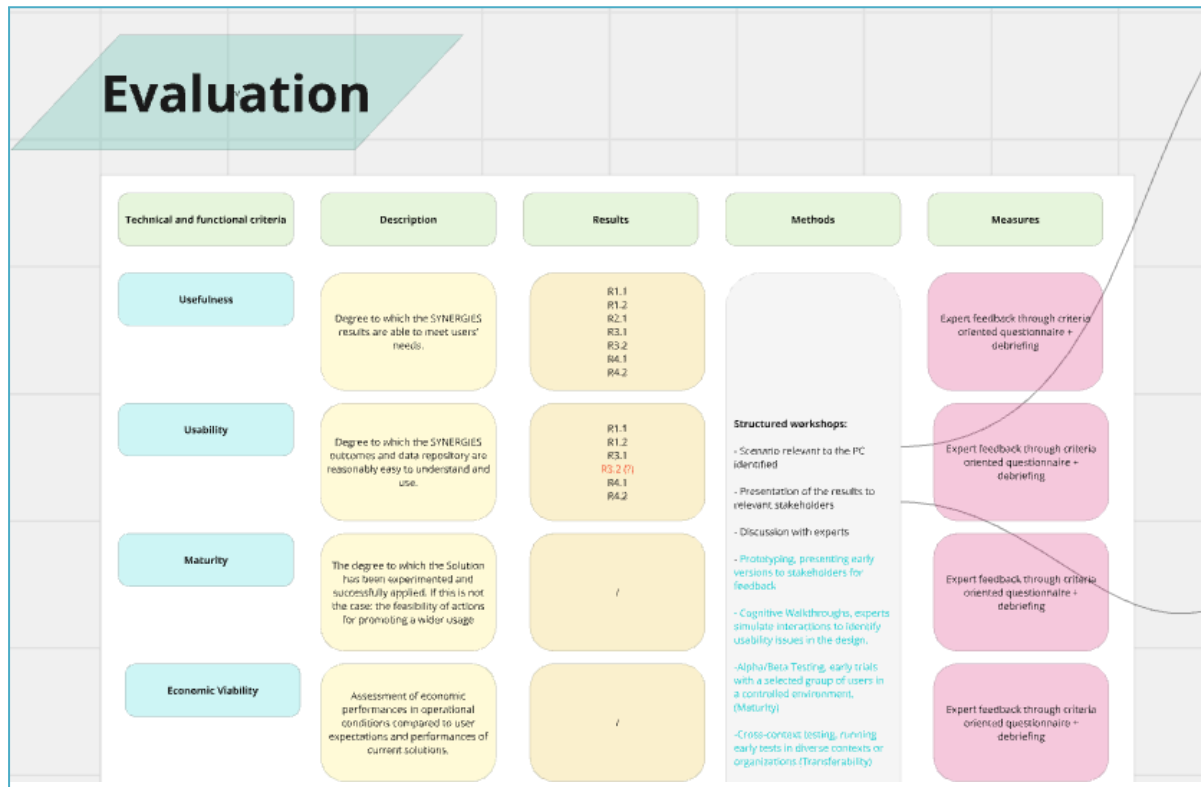 Evaluation
Technical and functional criteria
Description
Results
Methods
Measures
Usefulness
Degree to which the SYNERGIES
results are able to meet users'
needs.
R1.1
R1.2
R2.1
R3.1
R3.2
R4.1
R4.2
Expert feedback through criteria
oriented questionnaire +
debriefing
Usability
Degree to which the SYNERGIES
outcomes and data repository are
reasonably easy to understand and
use.
R1.1
R1.2
R3.1
R3.2 (?)
R4.1
R4.2
Structured workshops:
- Scenario relevant to the PC
identified
- Presentation of the results to
relevant stakeholders
- Discussion with experts
- Prototyping, presenting early
versions to stakeholders for
feedback
- Cognitive Walkthroughs, experts
simulate interactions to identify
usability issues in the design.
-Alpha/Beta Testing, early trials
with a selected group of users in
a controlled environment.
(Maturity)
-Cross-context testing, running
early tests in diverse contexts or
organizations (Transferability)
Expert feedback through criteria
oriented questionnaire +
debriefing
Maturity
The degree to which the Solution
has been experimented and
successfully applied. If this is not
the case: the feasibility of actions
for promoting a wider usage
/
Expert feedback through criteria
oriented questionnaire +
debriefing
Economic Viability
Assessment of economic
performances in operational
conditions compared to user
expectations and performances of
current solutions.
/
Expert feedback through criteria
oriented questionnaire +
debriefing